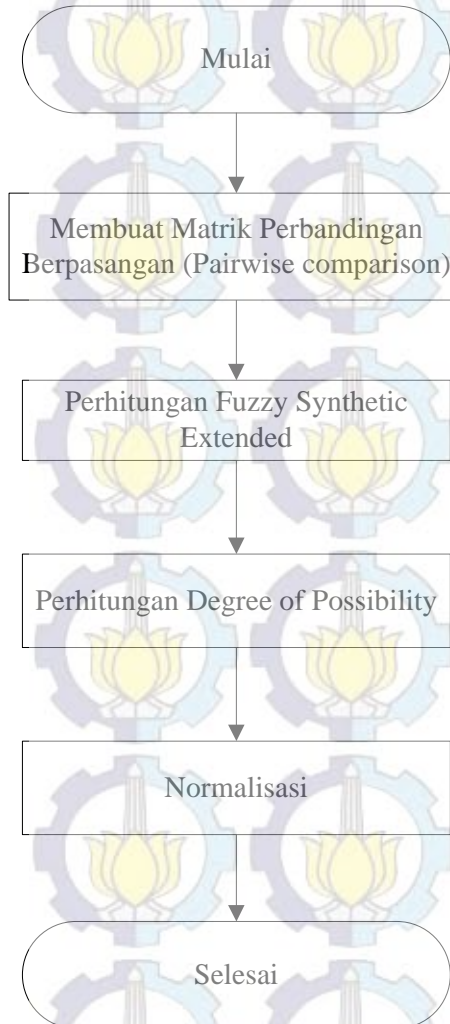 Mulai
Membuat Matrik Perbandingan
Berpasangan (Pairwise comparison)
Perhitungan Fuzzy Synthetic
Extended
Perhitungan Degree of Possibility
Normalisasi
Selesai